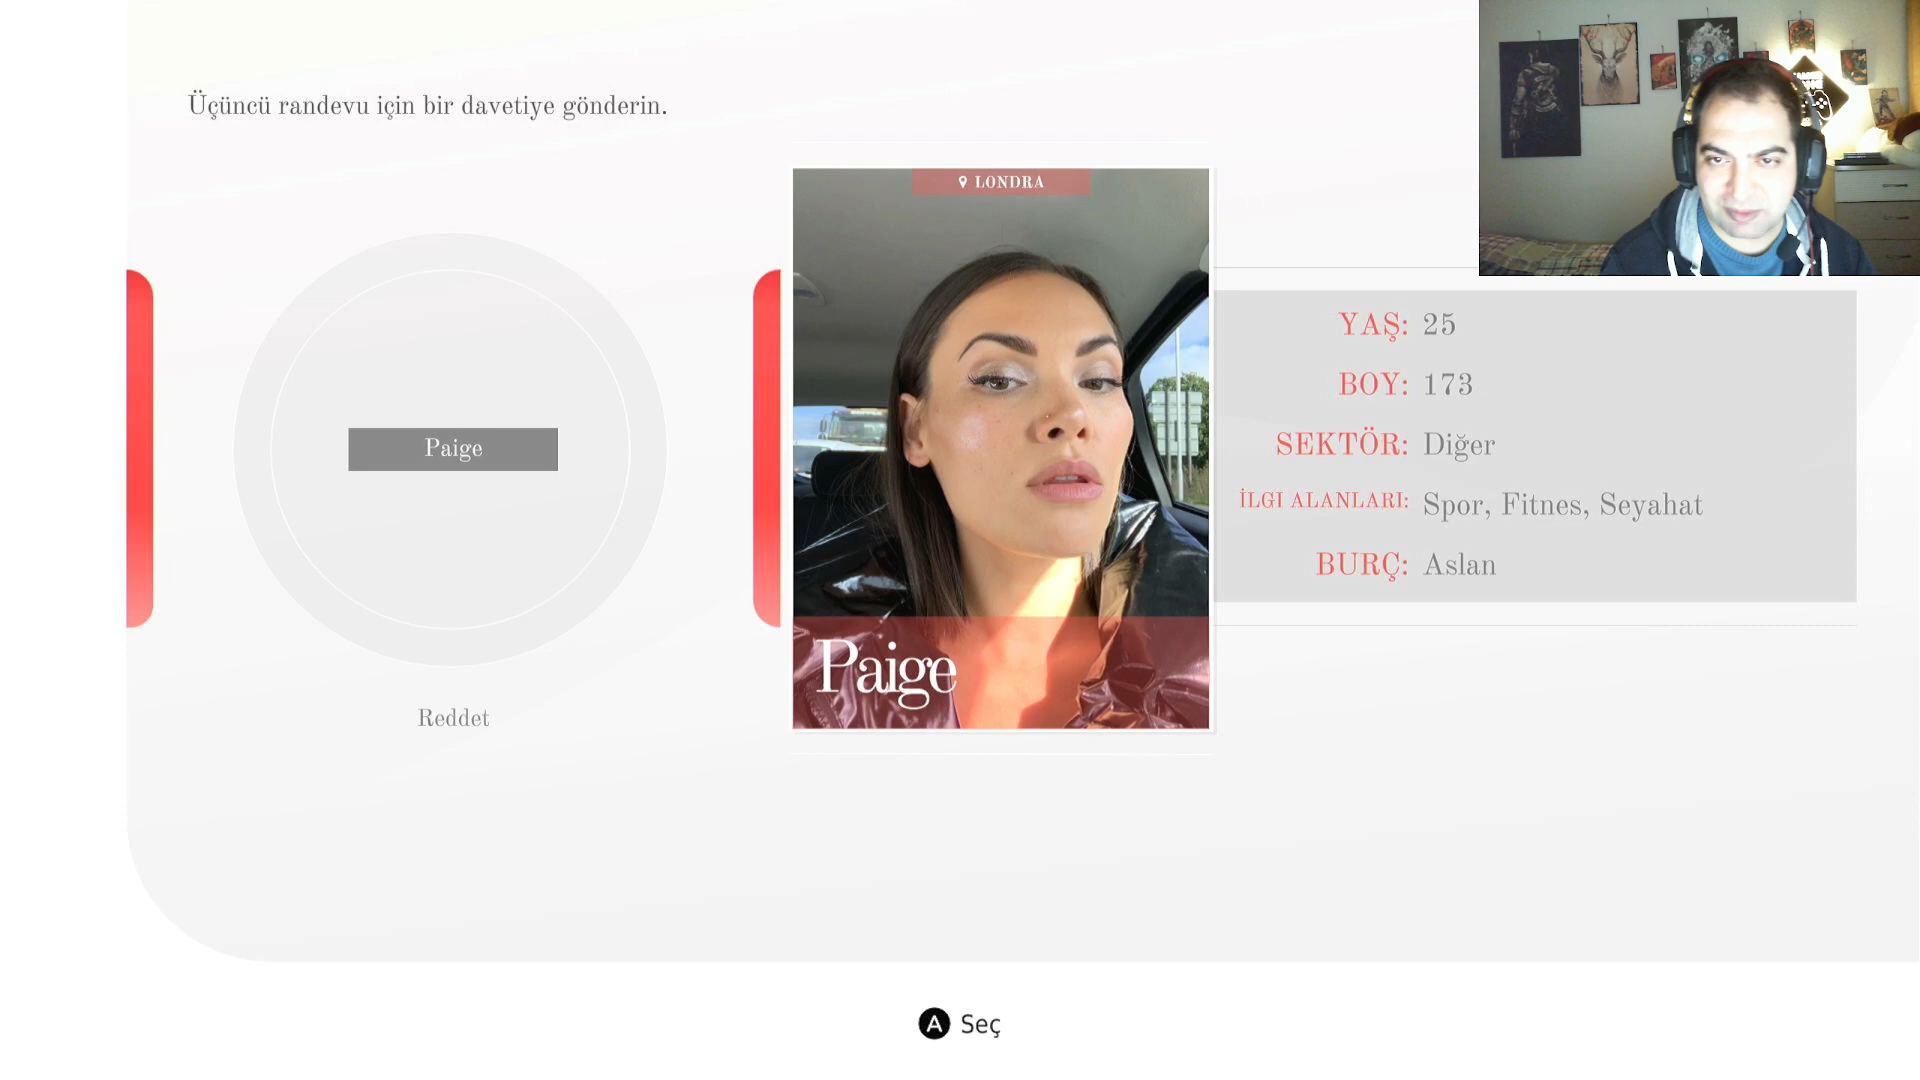 Üçüncü randevu için bir davetiye gönderin.
LONDRA
YAŞ: 25
BOY: 173
SEKTÖR: Diğer
İLGI ALANLARI: Spor, Fitnes, Seyahat
BURÇ: Aslan
Paige
Paige
Reddet
A Seç